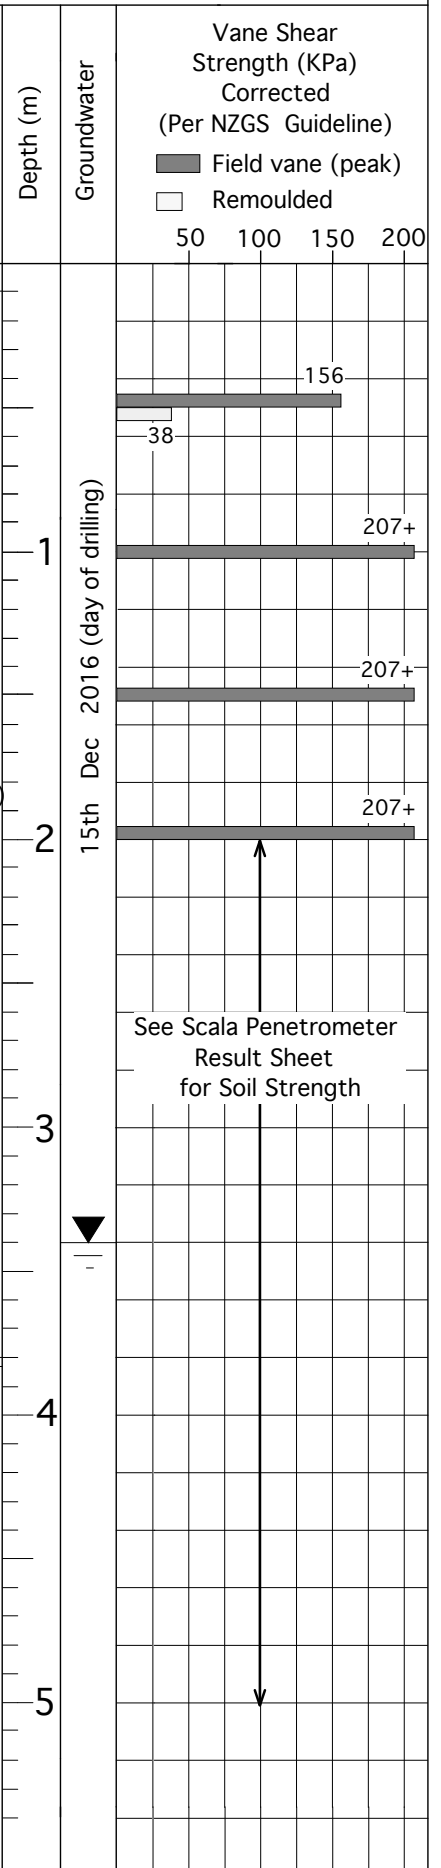 Depth (m)
Groundwater
Vane Shear
Strength (KPa)
Corrected
(Per NZGS Guideline)
Field vane (peak)
Remoulded
50 100 150 200
156
38
207+
1
207+
207+
2
15th Dec 2016 (day of drilling)
See Scala Penetrometer
Result Sheet
for Soil Strength
3
4
5